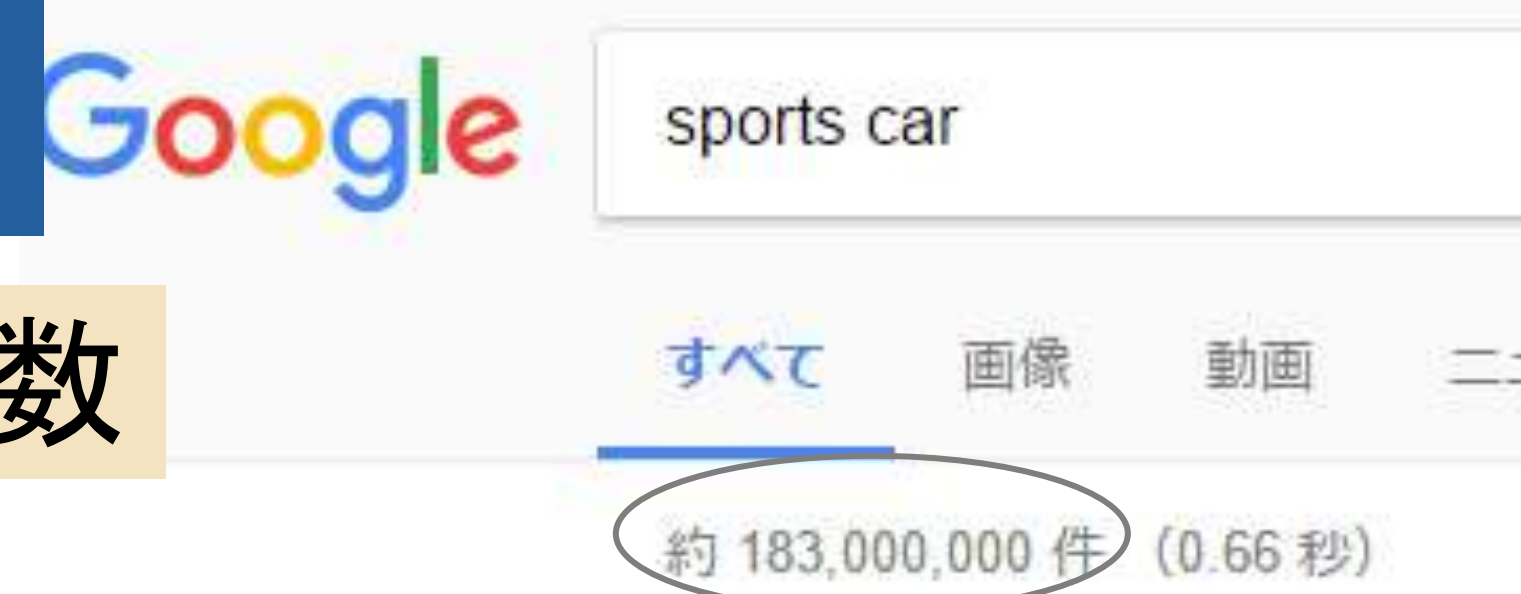 Google
sports car
数
すべて 画像 動画
約 183,000,000 件 (0.66 秒)